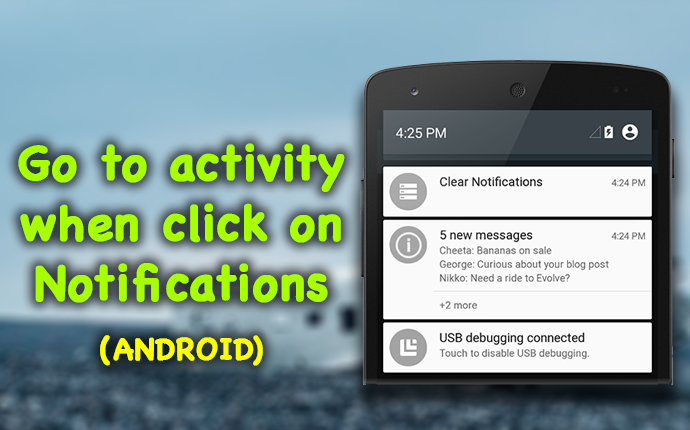 Go to activity
when click on
Notifications
(ANDROID)
4:25 PM
Clear Notifications 4:24 PM
5 new messages 4:24 PM
Cheeta: Bananas on sale
George: Curious about your blog post
Nikko: Need a ride to Evolve?
+2 more
USB debugging connected
Touch to disable USB debugging.